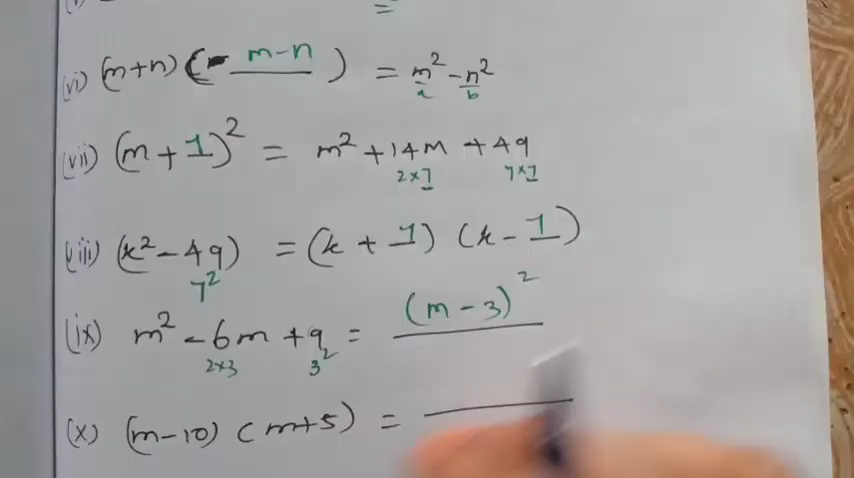 =
(vi) (m+n) (- m-n ) = m² - n²
a b
(vii) (m + 7)² = m² + 14m + 49
2×7 7×7
(viii) (k² - 49) = (k + 7) (k - 7)
7²
(ix) m² - 6m + 9 = (m - 3)²
2×3 3²
(x) (m-10) (m+5) =